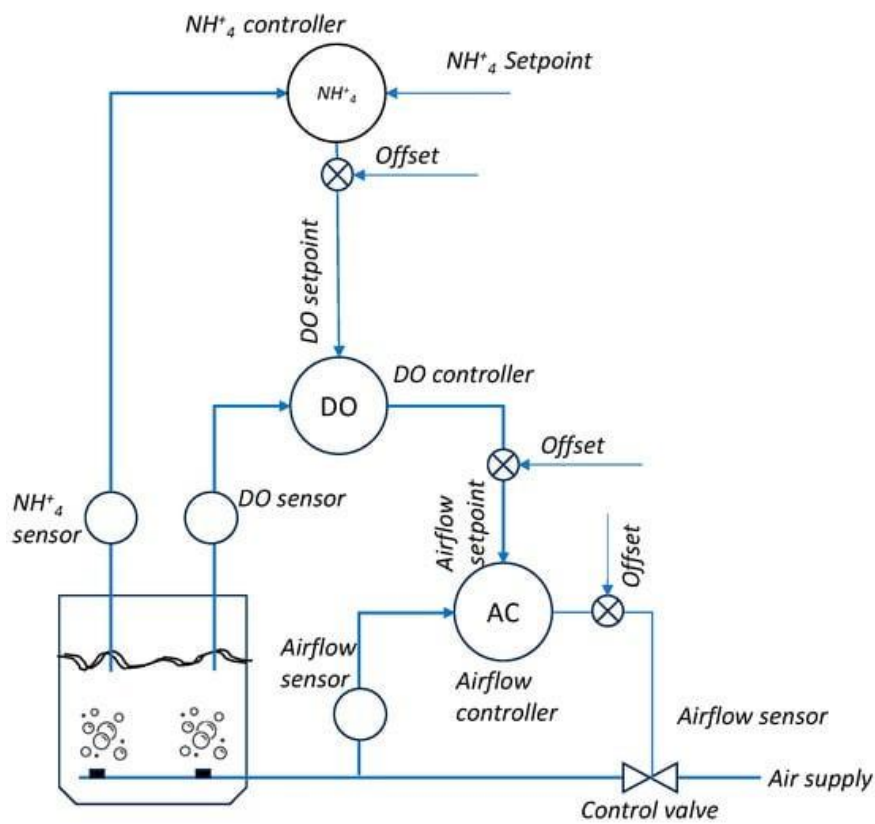 NH⁺₄ controller
NH⁺₄ Setpoint
NH⁺₄
Offset
DO setpoint
DO controller
DO
Offset
NH⁺₄
sensor
DO sensor
Airflow
setpoint
Offset
AC
Airflow
sensor
Airflow
controller
Airflow sensor
Air supply
Control valve